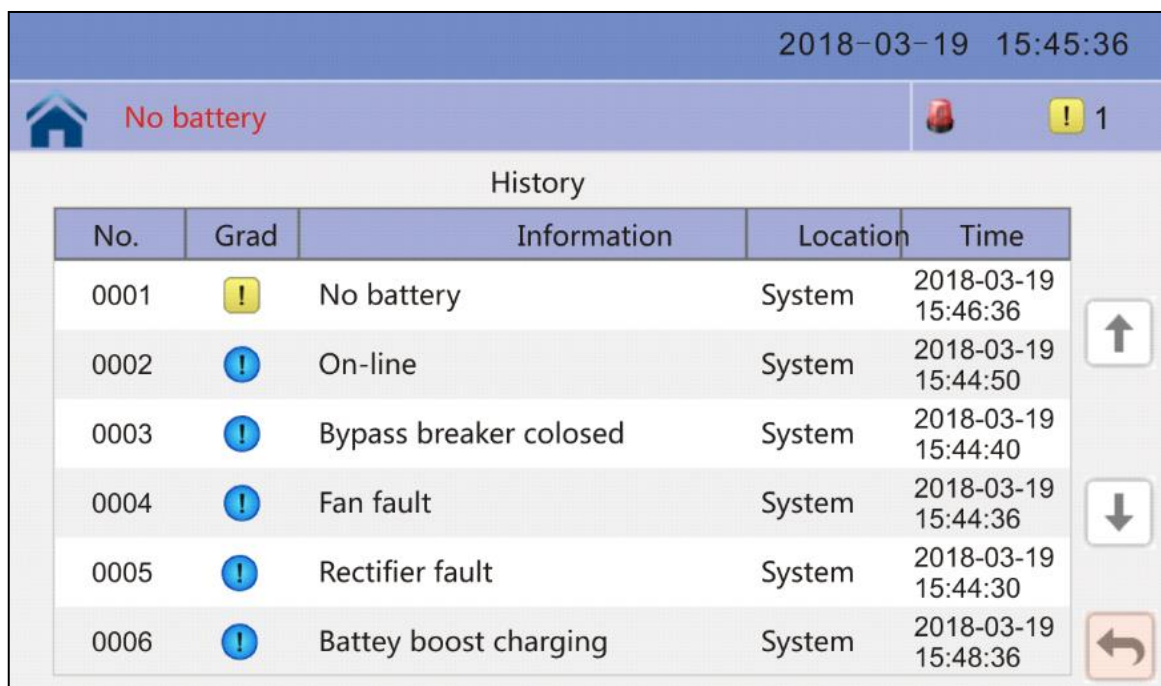 2018-03-19 15:45:36
No battery ! 1
History
No. Grad Information Location Time
0001 ! No battery System 2018-03-19
15:46:36
0002 ! On-line System 2018-03-19
15:44:50
0003 ! Bypass breaker colosed System 2018-03-19
15:44:40
0004 ! Fan fault System 2018-03-19
15:44:36
0005 ! Rectifier fault System 2018-03-19
15:44:30
0006 ! Battey boost charging System 2018-03-19
15:48:36